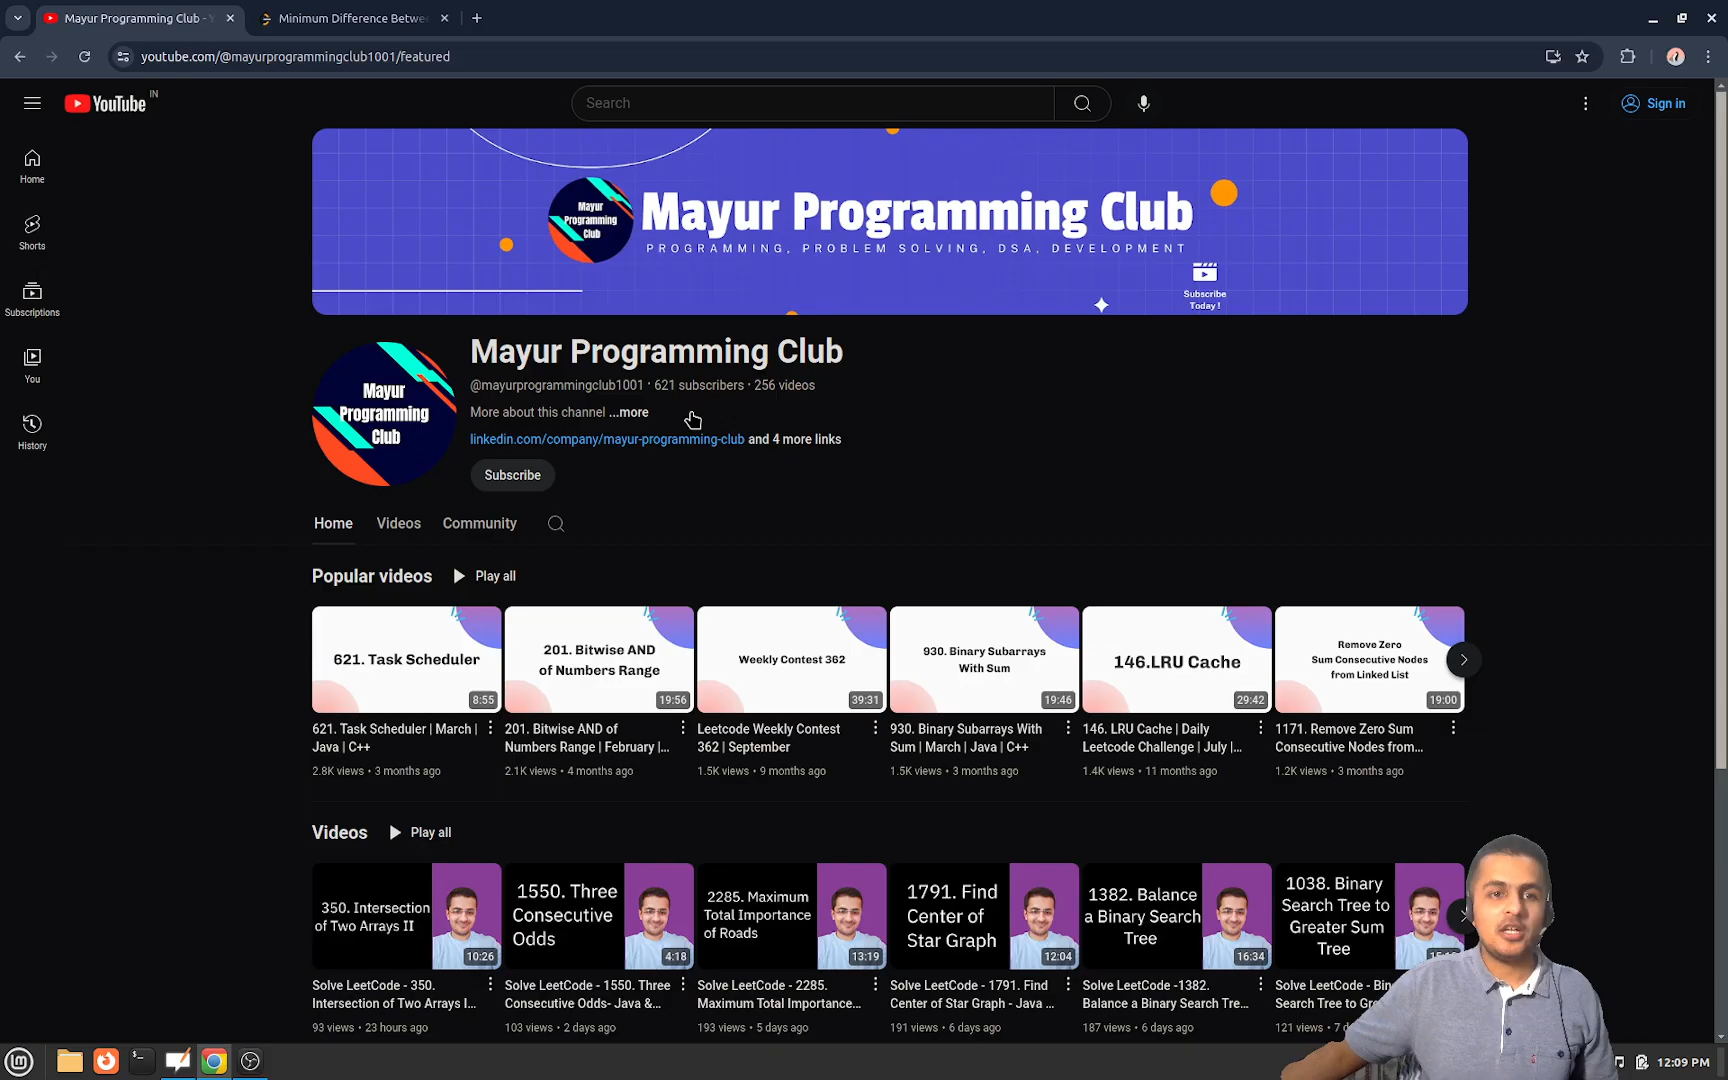 Mayur Programming Club - Y
Minimum Difference Betwe
youtube.com/@mayurprogrammingclub1001/featured
YouTube IN
Search
Sign in
Home
Shorts
Subscriptions
You
History
Mayur
Programming
Club
Mayur Programming Club
PROGRAMMING, PROBLEM SOLVING, DSA, DEVELOPMENT
Subscribe
Today !
Mayur
Programming
Club
Mayur Programming Club
@mayurprogrammingclub1001 · 621 subscribers · 256 videos
More about this channel ...more
linkedin.com/company/mayur-programming-club and 4 more links
Subscribe
Home Videos Community
Popular videos Play all
621. Task Scheduler
8:55
621. Task Scheduler | March |
Java | C++
2.8K views • 3 months ago
201. Bitwise AND
of Numbers Range
19:56
201. Bitwise AND of
Numbers Range | February |...
2.1K views • 4 months ago
Weekly Contest 362
39:31
Leetcode Weekly Contest
362 | September
1.5K views • 9 months ago
930. Binary Subarrays
With Sum
19:46
930. Binary Subarrays With
Sum | March | Java | C++
1.5K views • 3 months ago
146.LRU Cache
29:42
146. LRU Cache | Daily
Leetcode Challenge | July |...
1.4K views • 11 months ago
Remove Zero
Sum Consecutive Nodes
from Linked List
19:00
1171. Remove Zero Sum
Consecutive Nodes from...
1.2K views • 3 months ago
Videos Play all
350. Intersection
of Two Arrays II
10:26
Solve LeetCode - 350.
Intersection of Two Arrays I...
93 views • 23 hours ago
1550. Three
Consecutive
Odds
4:18
Solve LeetCode - 1550. Three
Consecutive Odds- Java &...
103 views • 2 days ago
2285. Maximum
Total Importance
of Roads
13:19
Solve LeetCode - 2285.
Maximum Total Importance...
193 views • 5 days ago
1791. Find
Center of
Star Graph
12:04
Solve LeetCode - 1791. Find
Center of Star Graph - Java ...
191 views • 6 days ago
1382. Balance
a Binary Search
Tree
16:34
Solve LeetCode -1382.
Balance a Binary Search Tre...
187 views • 6 days ago
1038. Binary
Search Tree to
Greater Sum
Tree
Solve LeetCode - Bin
Search Tree to Gr
121 views • 7 d
12:09 PM